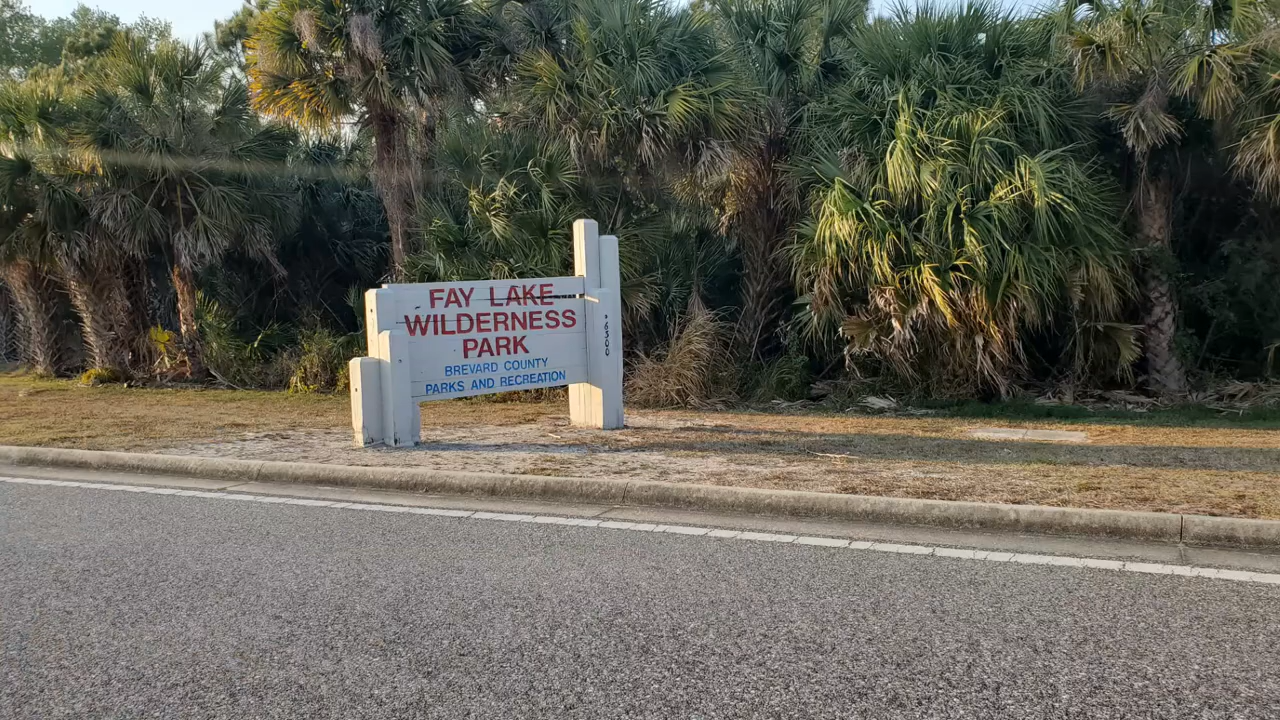 FAY LAKE
WILDERNESS
PARK
BREVARD COUNTY
PARKS AND RECREATION
6300